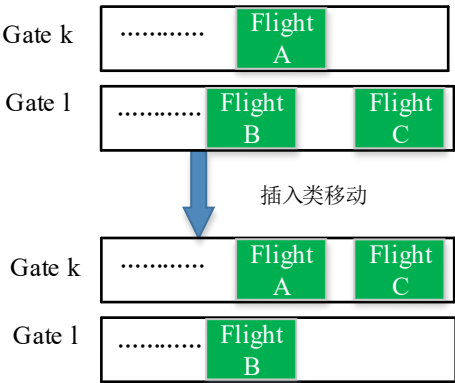 Gate k ............ Flight A
Gate l ............ Flight B Flight C
插入类移动
Gate k ............ Flight A Flight C
Gate l ............ Flight B